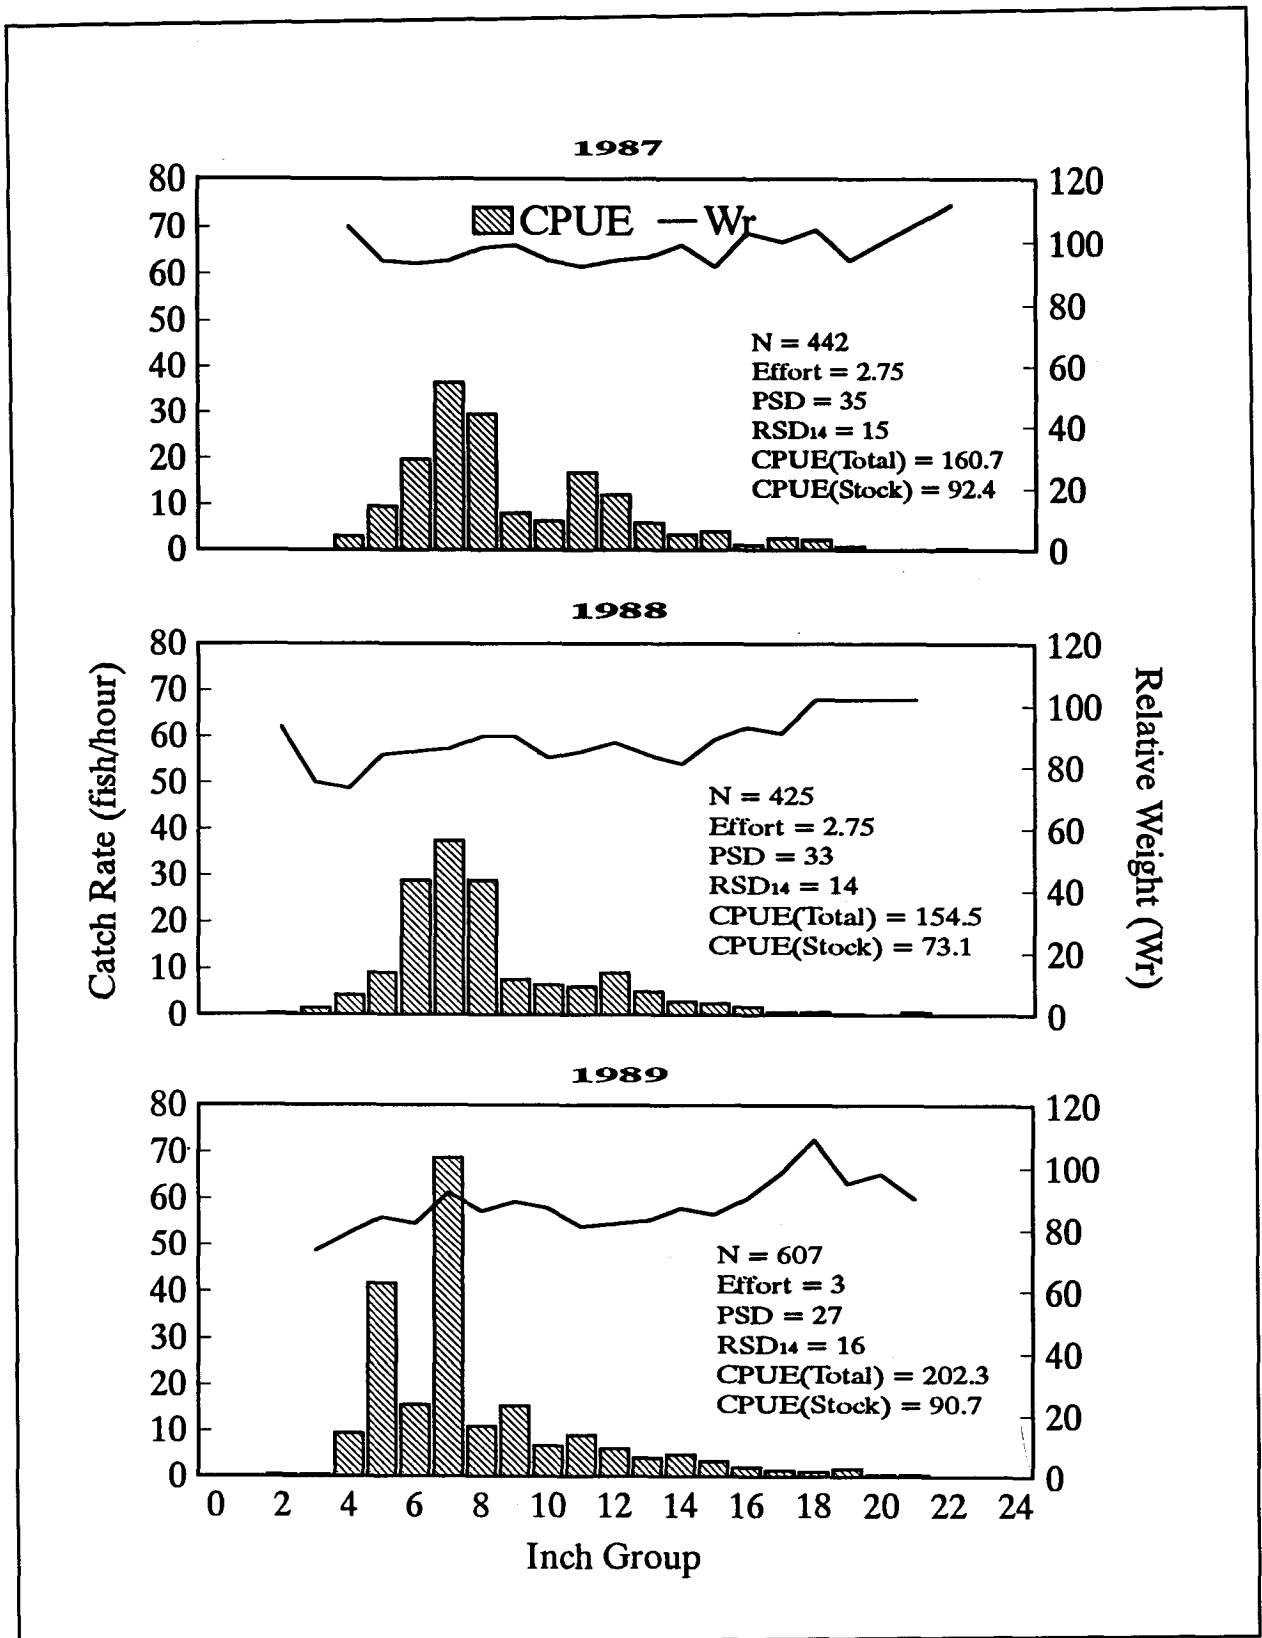 1987
80
70
60
50
40
30
20
10
0
CPUE Wr
120
100
80
60
40
20
0
N = 442
Effort = 2.75
PSD = 35
RSD14 = 15
CPUE(Total) = 160.7
CPUE(Stock) = 92.4
1988
Catch Rate (fish/hour)
80
70
60
50
40
30
20
10
0
120
100
80
60
40
20
0
Relative Weight (Wr)
N = 425
Effort = 2.75
PSD = 33
RSD14 = 14
CPUE(Total) = 154.5
CPUE(Stock) = 73.1
1989
80
70
60
50
40
30
20
10
0
120
100
80
60
40
20
0
N = 607
Effort = 3
PSD = 27
RSD14 = 16
CPUE(Total) = 202.3
CPUE(Stock) = 90.7
0 2 4 6 8 10 12 14 16 18 20 22 24
Inch Group